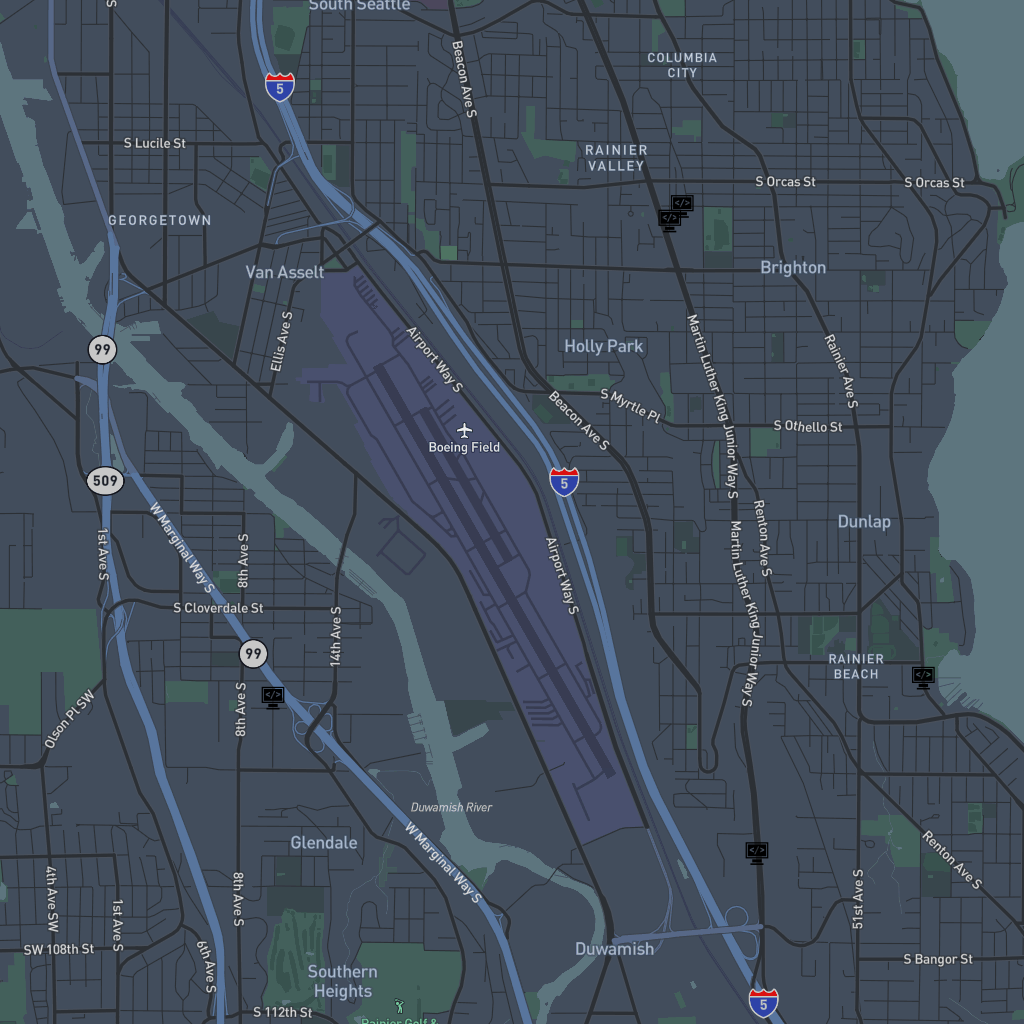 South Seattle
S
Beacon Ave S
COLUMBIA
CITY
5
S Lucile St
RAINIER
VALLEY
S Orcas St
S Orcas St
</>
</>
GEORGETOWN
Van Asselt
Brighton
Ellis Ave S
Airport Way S
99
Holly Park
Martin Luther King Junior Way S
Rainier Ave S
S Myrtle Pl
Beacon Ave S
S Othello St
Boeing Field
509
5
W Marginal Way S
1st Ave S
8th Ave S
Renton Ave S
Dunlap
Airport Way S
Martin Luther King Junior Way S
S Cloverdale St
14th Ave S
99
RAINIER
BEACH
</>
</>
Olson Pl SW
8th Ave S
Duwamish River
W Marginal Way S
Glendale
</>
Renton Ave S
4th Ave SW
1st Ave S
8th Ave S
51st Ave S
SW 108th St
6th Ave S
Duwamish
S Bangor St
Southern
Heights
5
S 112th St
Rainier Golf &